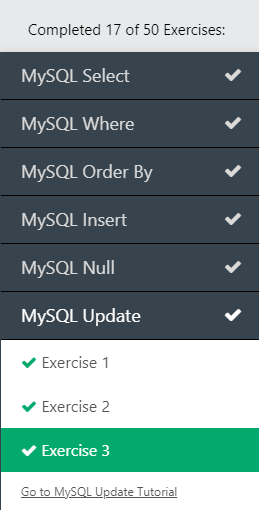 Completed 17 of 50 Exercises:
MySQL Select
MySQL Where
MySQL Order By
MySQL Insert
MySQL Null
MySQL Update
Exercise 1
Exercise 2
Exercise 3
Go to MySQL Update Tutorial